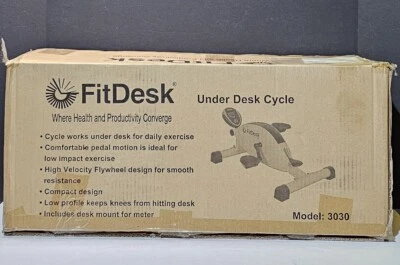 FitDesk®
Under Desk Cycle
Where Health and Productivity Converge
• Cycle works under desk for daily exercise
• Comfortable pedal motion is ideal for
low impact exercise
• High Velocity Flywheel design for smooth
resistance
• Compact design
• Low profile keeps knees from hitting desk
• Includes desk mount for meter
FitDesk
Model: 3030